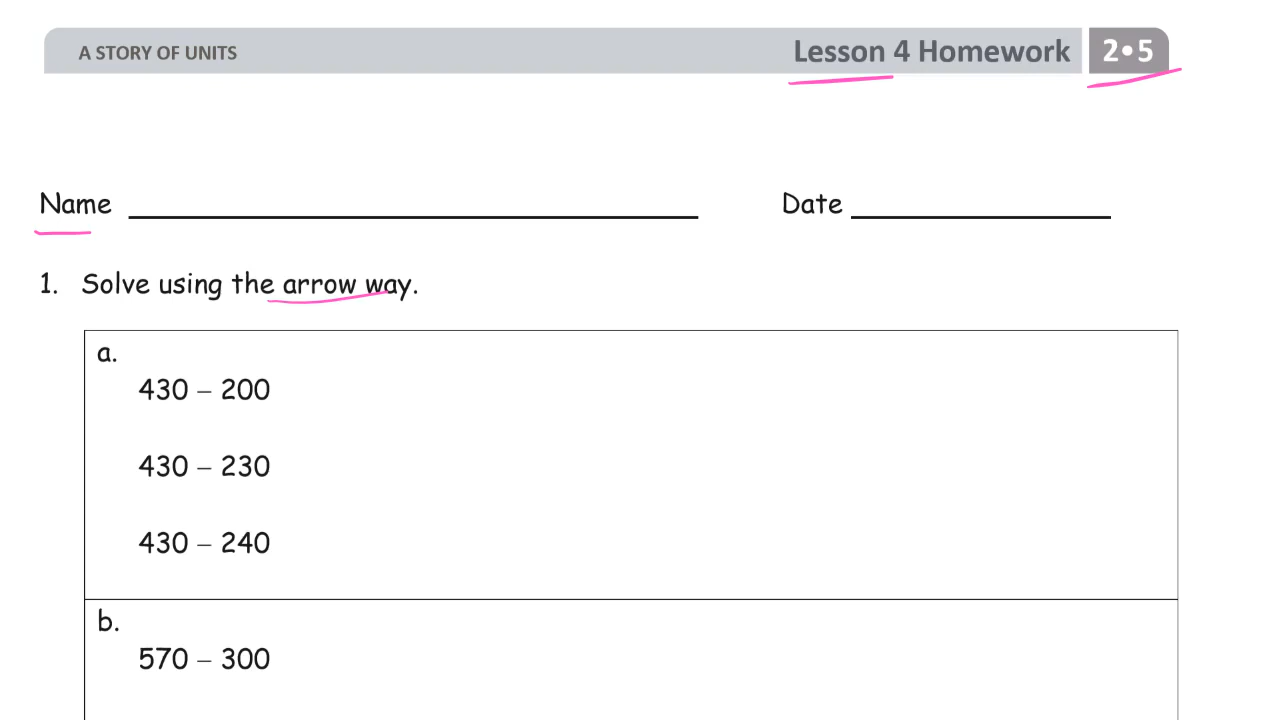 A STORY OF UNITS Lesson 4 Homework 2•5
Name Date
1. Solve using the arrow way.
a.
430 – 200
430 – 230
430 – 240
b.
570 – 300